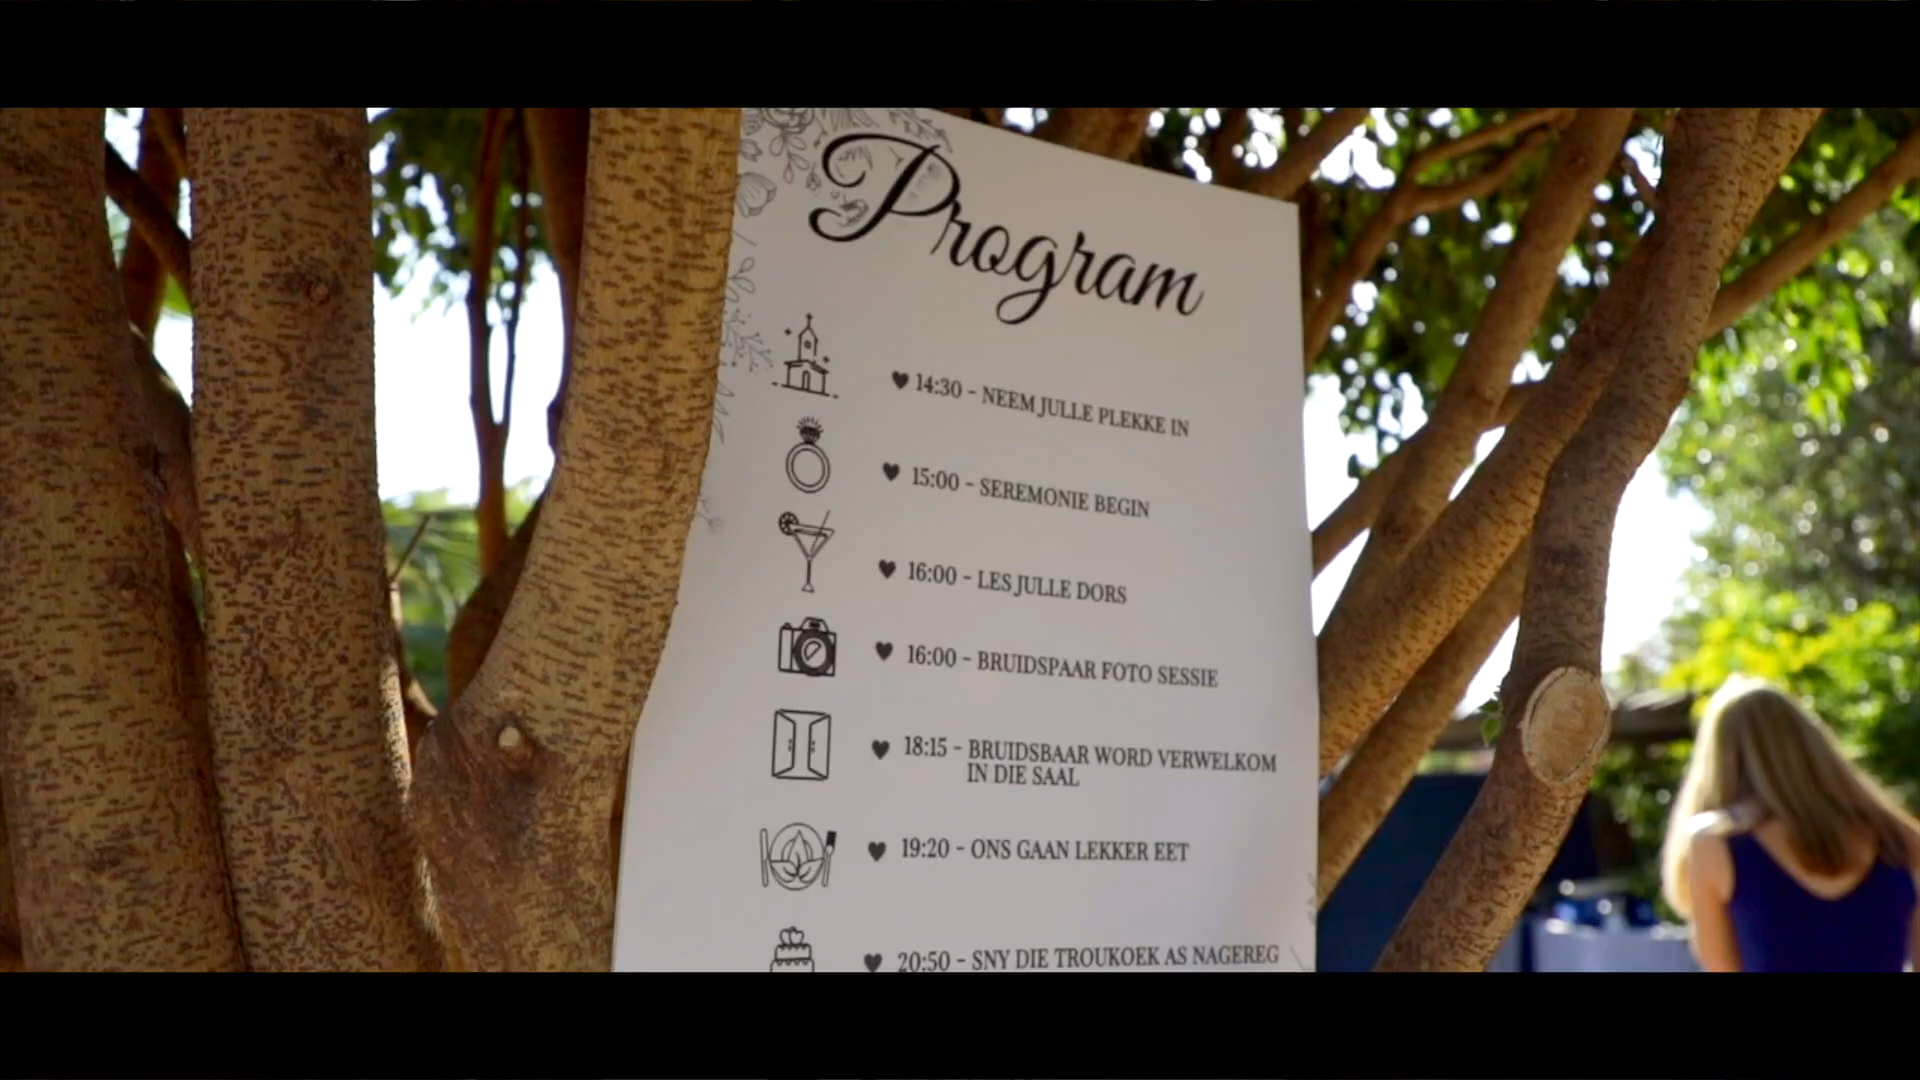 Program
14:30 - NEEM JULLE PLEKKE IN
15:00 - SEREMONIE BEGIN
16:00 - LES JULLE DORS
16:00 - BRUIDSPAAR FOTO SESSIE
18:15 - BRUIDSBAAR WORD VERWELKOM
IN DIE SAAL
19:20 - ONS GAAN LEKKER EET
20:50 - SNY DIE TROUKOEK AS NAGEREG